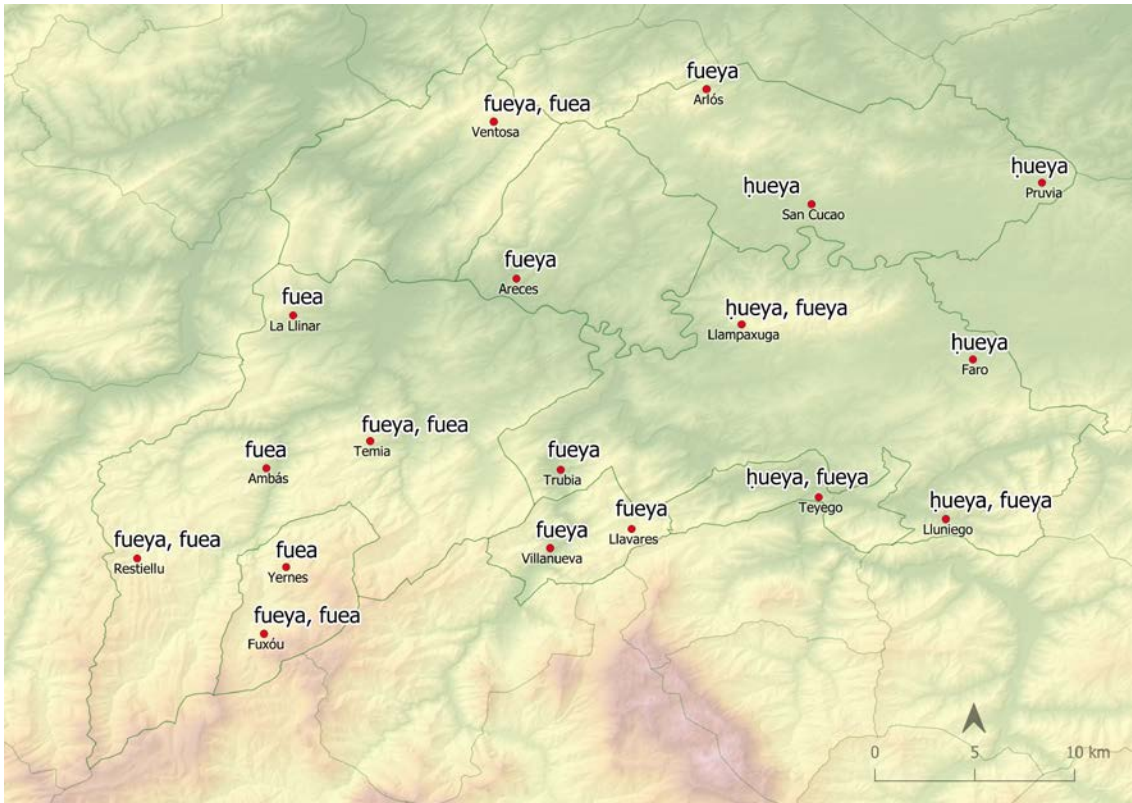 fueya
Arlós
fueya, fuea
Ventosa
ḥueya
Pruvia
ḥueya
San Cucao
fueya
Areces
fuea
La Llinar
ḥueya, fueya
Llampaxuga
ḥueya
Faro
fueya, fuea
Temia
fuea
Ambás
fueya
Trubia
ḥueya, fueya
Teyego
ḥueya, fueya
Lluniego
fueya
Llavares
fueya
Villanueva
fueya, fuea
Restiellu
fuea
Yernes
fueya, fuea
Fuxóu
0 5 10 km